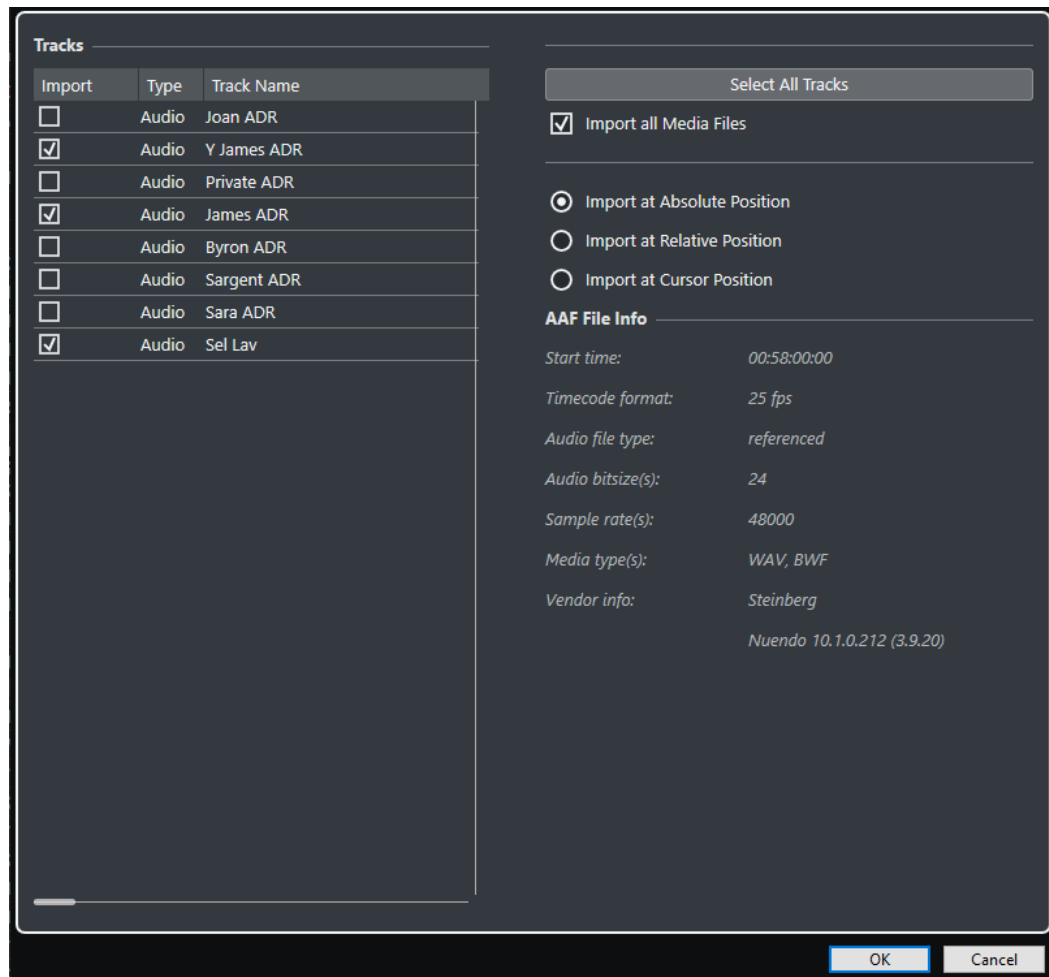 Tracks
Import Type Track Name
Audio Joan ADR
Audio Y James ADR
Audio Private ADR
Audio James ADR
Audio Byron ADR
Audio Sargent ADR
Audio Sara ADR
Audio Sel Lav
Select All Tracks
Import all Media Files
Import at Absolute Position
Import at Relative Position
Import at Cursor Position
AAF File Info
Start time: 00:58:00:00
Timecode format: 25 fps
Audio file type: referenced
Audio bitsize(s): 24
Sample rate(s): 48000
Media type(s): WAV, BWF
Vendor info: Steinberg
Nuendo 10.1.0.212 (3.9.20)
OK Cancel